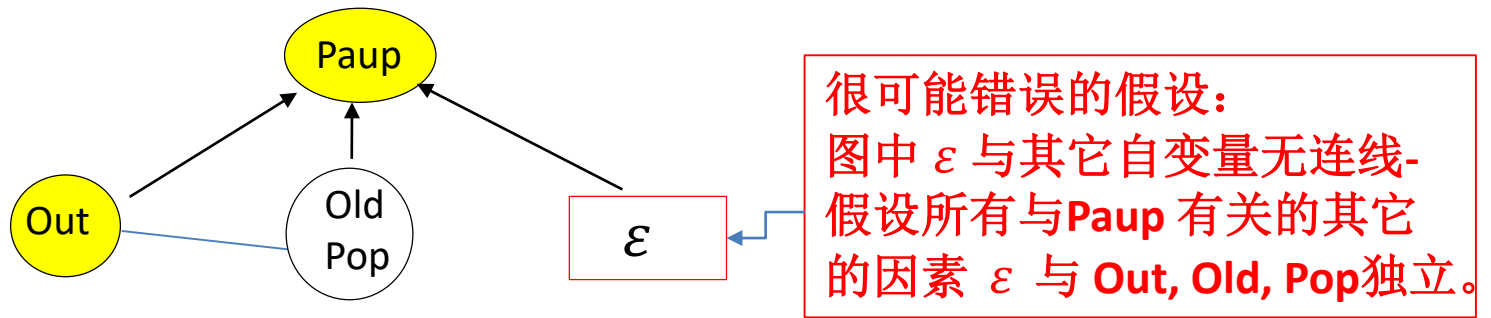 Paup
Out
Old
Pop
ε
很可能错误的假设：
图中 ε 与其它自变量无连线-
假设所有与Paup 有关的其它
的因素 ε 与 Out, Old, Pop独立。